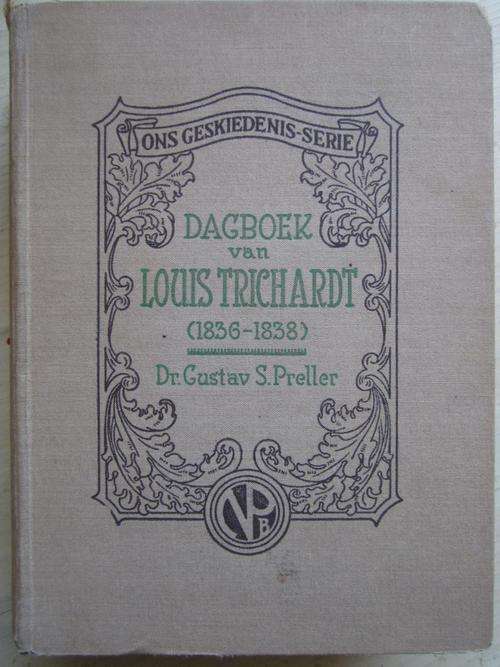 ONS GESKIEDENIS-SERIE
DAGBOEK
van
LOUIS TRICHARDT
(1836-1838)
Dr. Gustav S. Preller
VPB